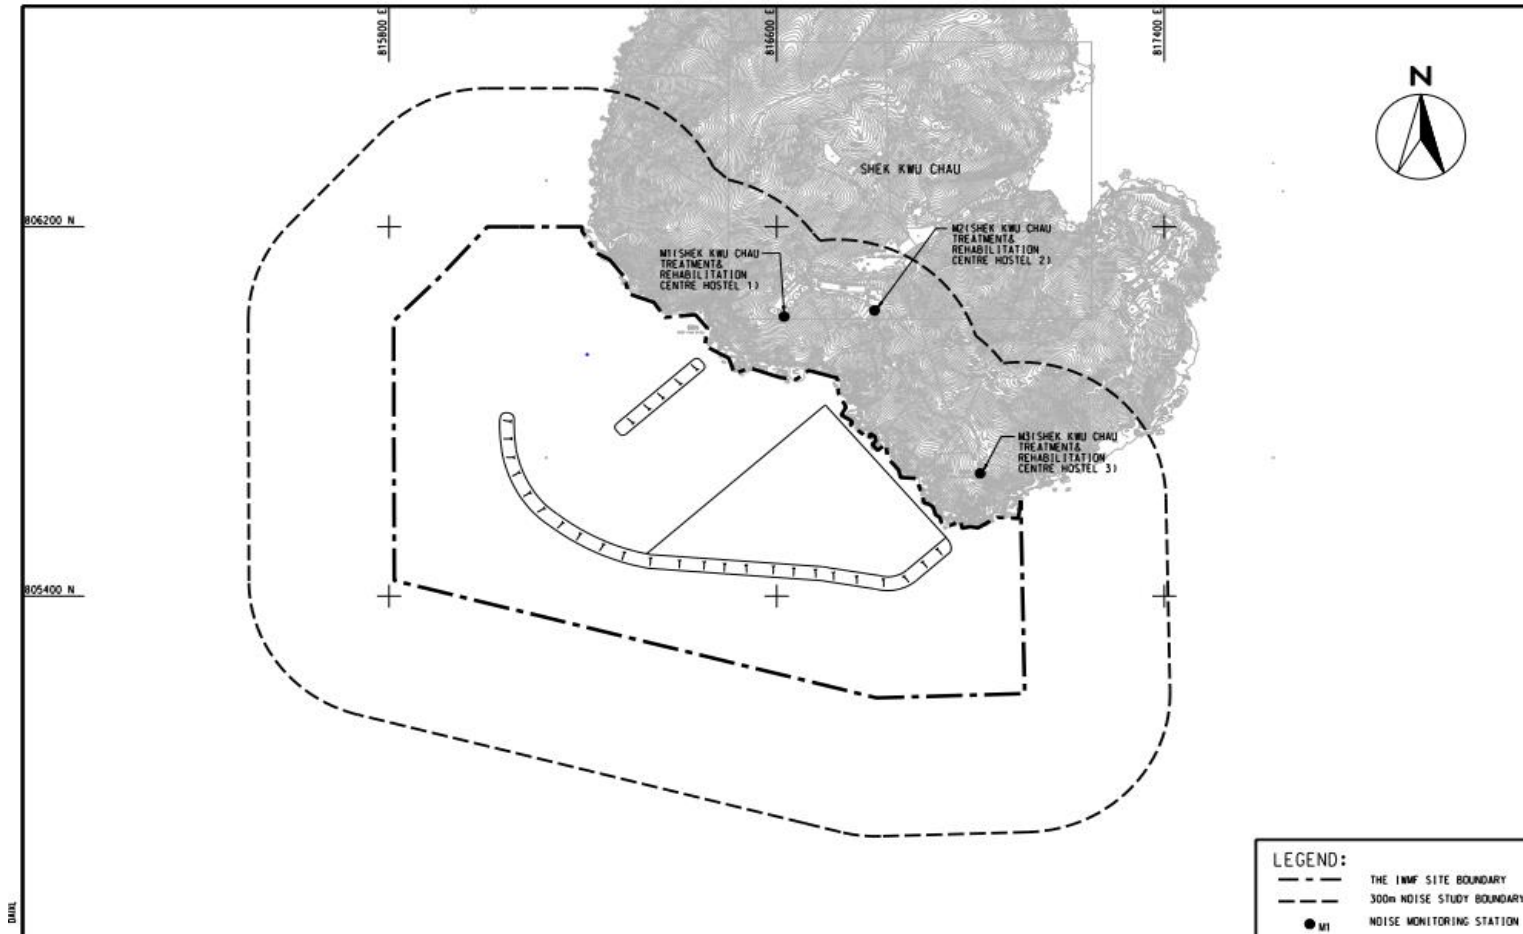 815800 E
816600 E
817400 E
N
SHEK KWU CHAU
806200 N
M1(SHEK KWU CHAU
TREATMENT&
REHABILITATION
CENTRE HOSTEL 1)
M2(SHEK KWU CHAU
TREATMENT&
REHABILITATION
CENTRE HOSTEL 2)
M3(SHEK KWU CHAU
TREATMENT&
REHABILITATION
CENTRE HOSTEL 3)
805400 N
LEGEND:
THE IWMF SITE BOUNDARY
300m NOISE STUDY BOUNDARY
M1 NOISE MONITORING STATION